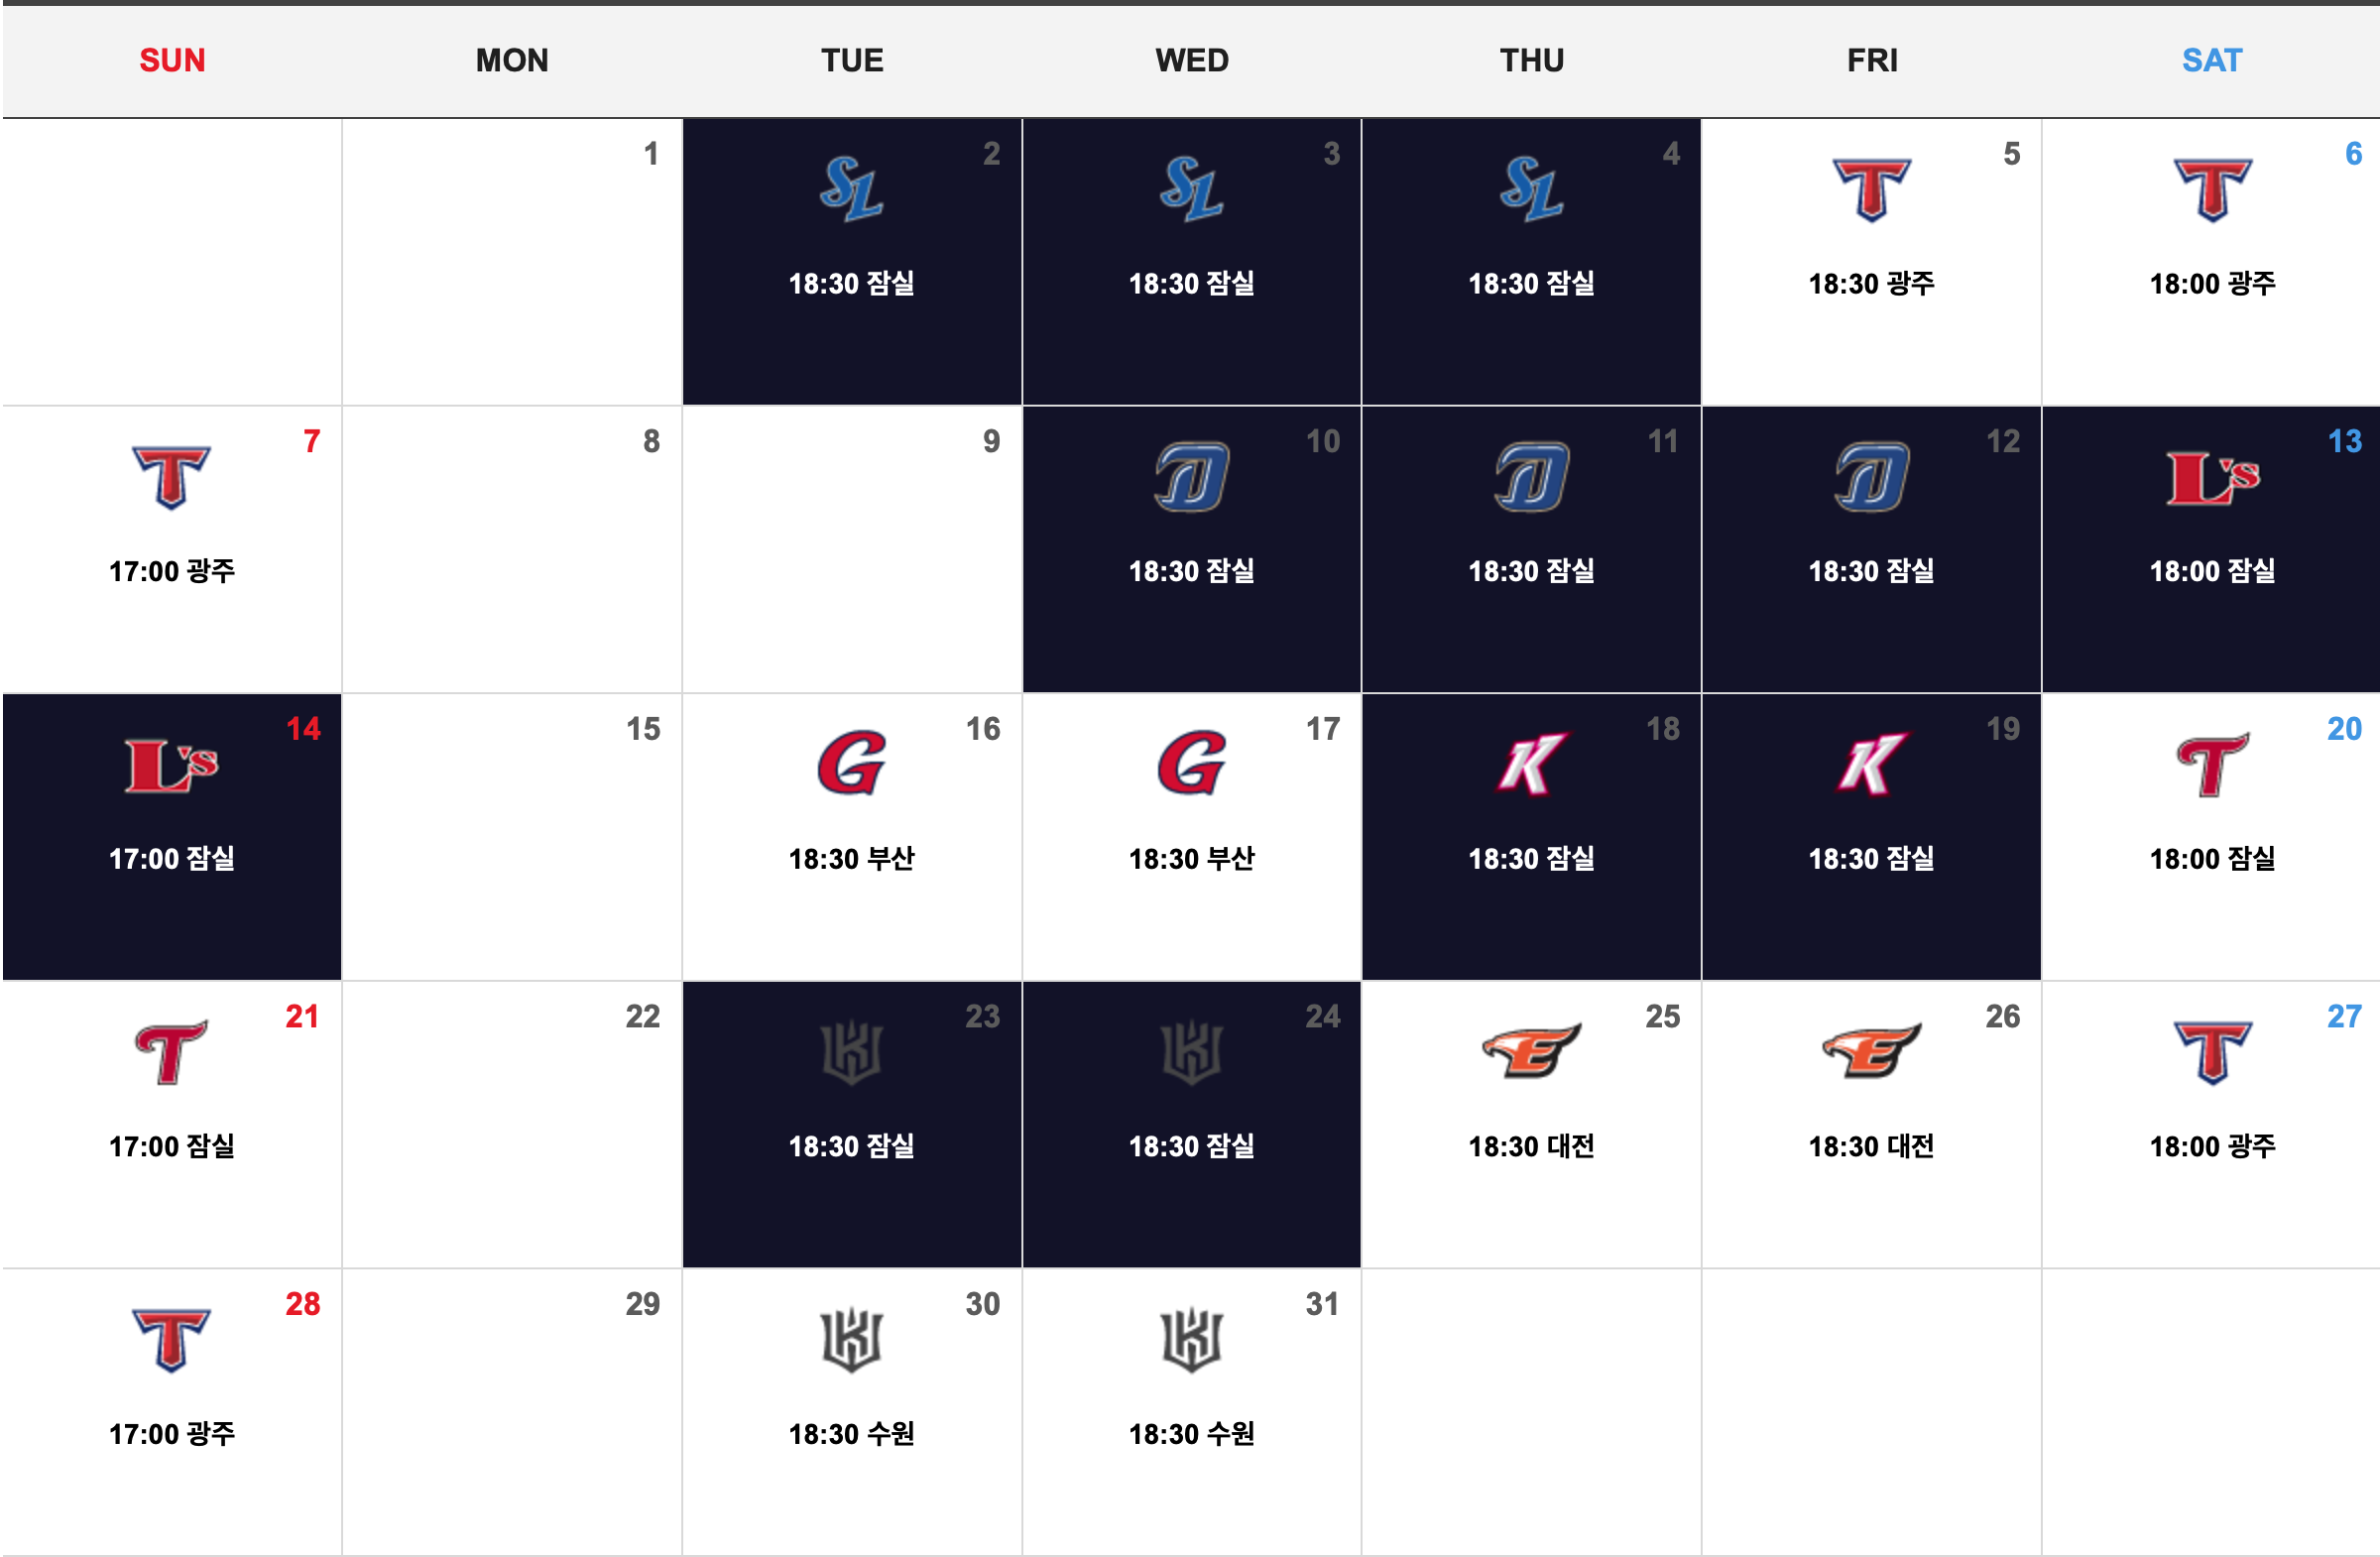 SUN MON TUE WED THU FRI SAT
1 2 3 4 5 6
SL SL SL T T
18:30 잠실 18:30 잠실 18:30 잠실 18:30 광주 18:00 광주
7 8 9 10 11 12 13
T D D D L's
17:00 광주 18:30 잠실 18:30 잠실 18:30 잠실 18:00 잠실
14 15 16 17 18 19 20
L's G G K K T
17:00 잠실 18:30 부산 18:30 부산 18:30 잠실 18:30 잠실 18:00 잠실
21 22 23 24 25 26 27
T K K E E T
17:00 잠실 18:30 잠실 18:30 잠실 18:30 대전 18:30 대전 18:00 광주
28 29 30 31
T K K
17:00 광주 18:30 수원 18:30 수원